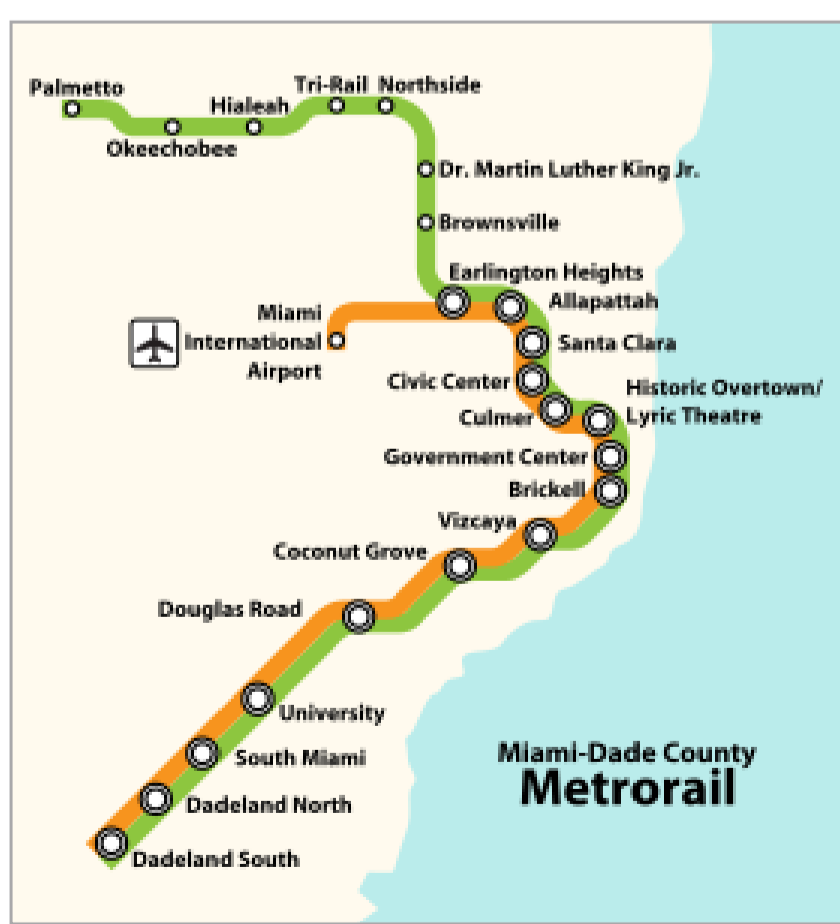 Palmetto
Okeechobee
Hialeah
Tri-Rail
Northside
Dr. Martin Luther King Jr.
Brownsville
Earlington Heights
Allapattah
Miami
International
Airport
Santa Clara
Civic Center
Culmer
Historic Overtown/
Lyric Theatre
Government Center
Brickell
Vizcaya
Coconut Grove
Douglas Road
University
South Miami
Dadeland North
Dadeland South
Miami-Dade County
Metrorail